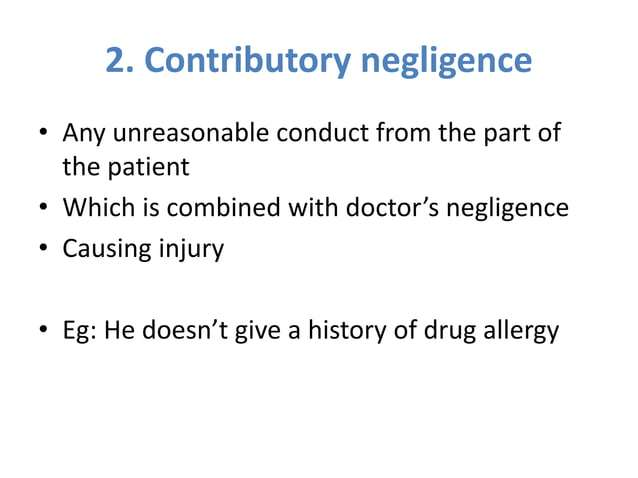 2. Contributory negligence
• Any unreasonable conduct from the part of
the patient
• Which is combined with doctor’s negligence
• Causing injury
• Eg: He doesn’t give a history of drug allergy